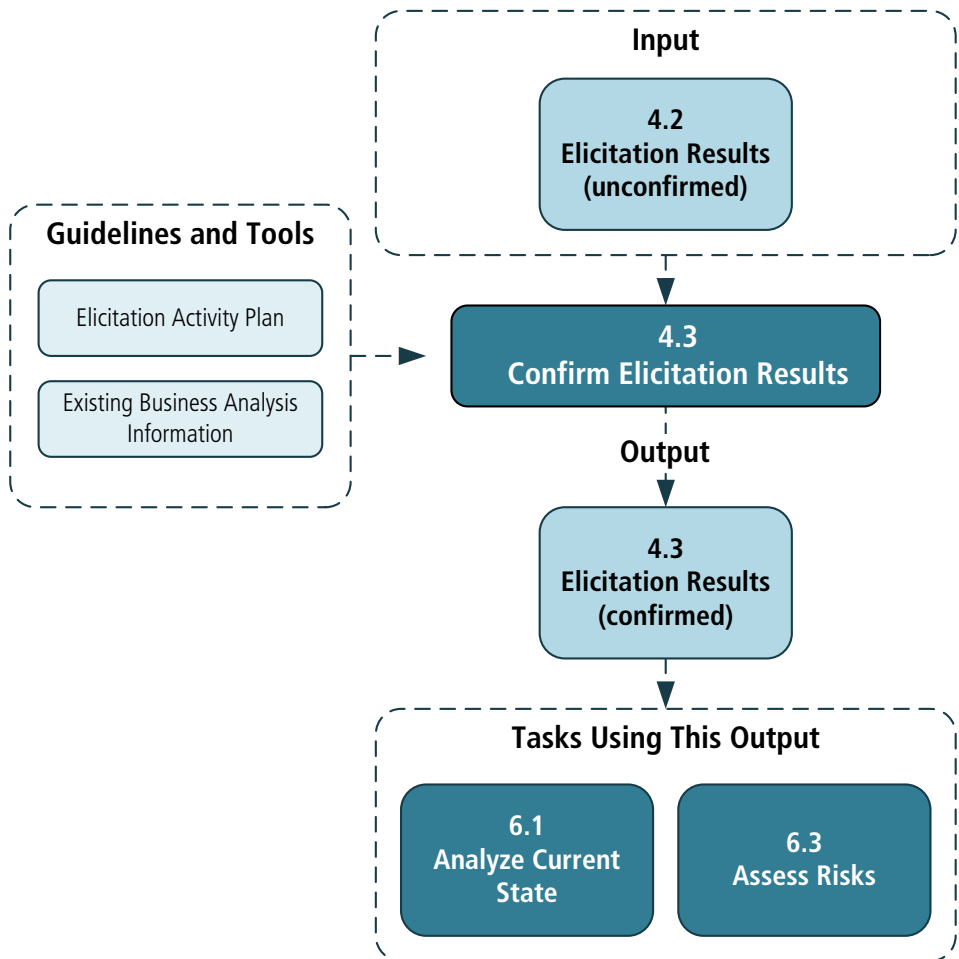 Input
4.2
Elicitation Results
(unconfirmed)
Guidelines and Tools
Elicitation Activity Plan
Existing Business Analysis
Information
4.3
Confirm Elicitation Results
Output
4.3
Elicitation Results
(confirmed)
Tasks Using This Output
6.1
Analyze Current
State
6.3
Assess Risks